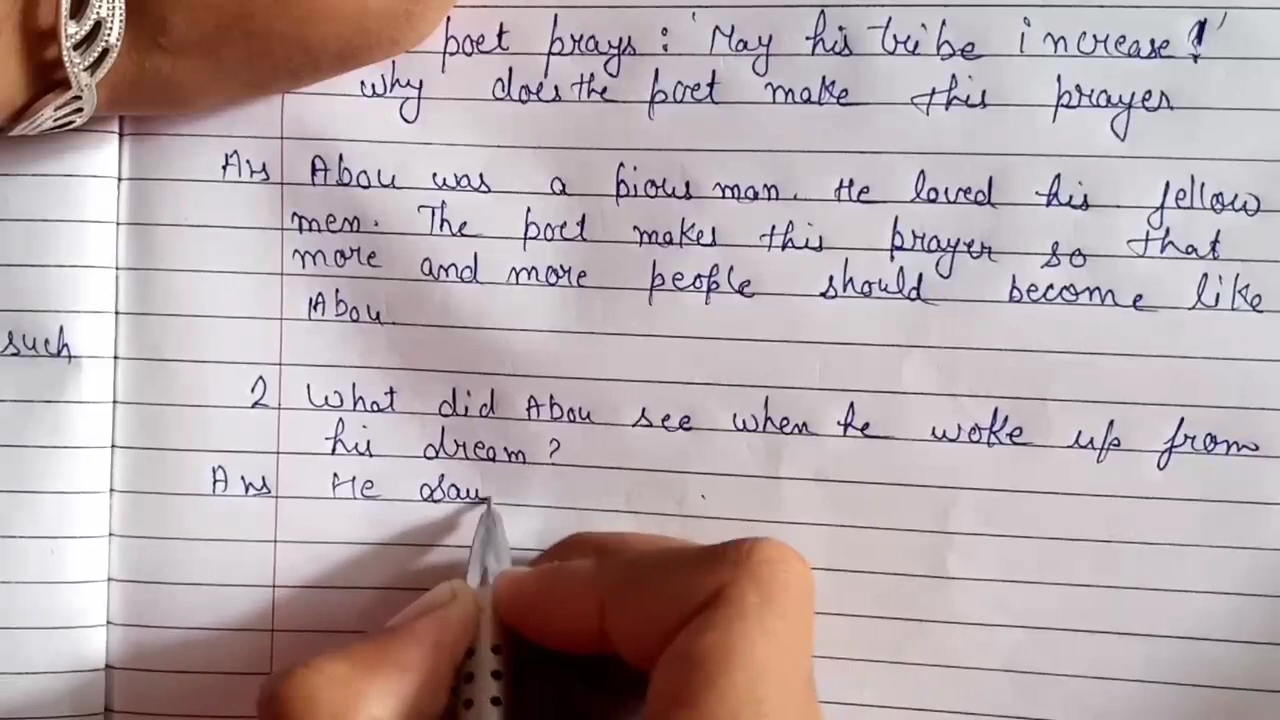 poet prays : 'May his tribe increase!'
why does the poet make this prayer
Ans Abou was a pious man. He loved his fellow
men. The poet makes this prayer so that
more and more people should become like
Abou.
such
2 What did Abou see when he woke up from
his dream?
Ans He saw